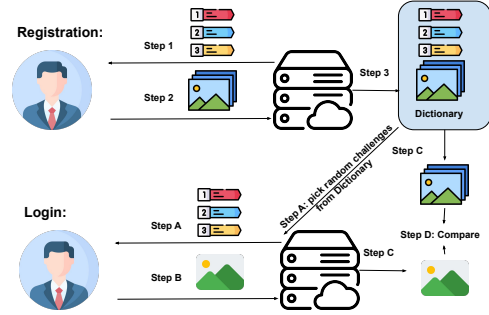 Registration:
1
2
3
Step 1
Step 2
Step 3
1
2
3
Dictionary
Step A: pick random challenges
from Dictionary
Step C
Login:
1
2
3
Step A
Step B
Step C
Step D: Compare